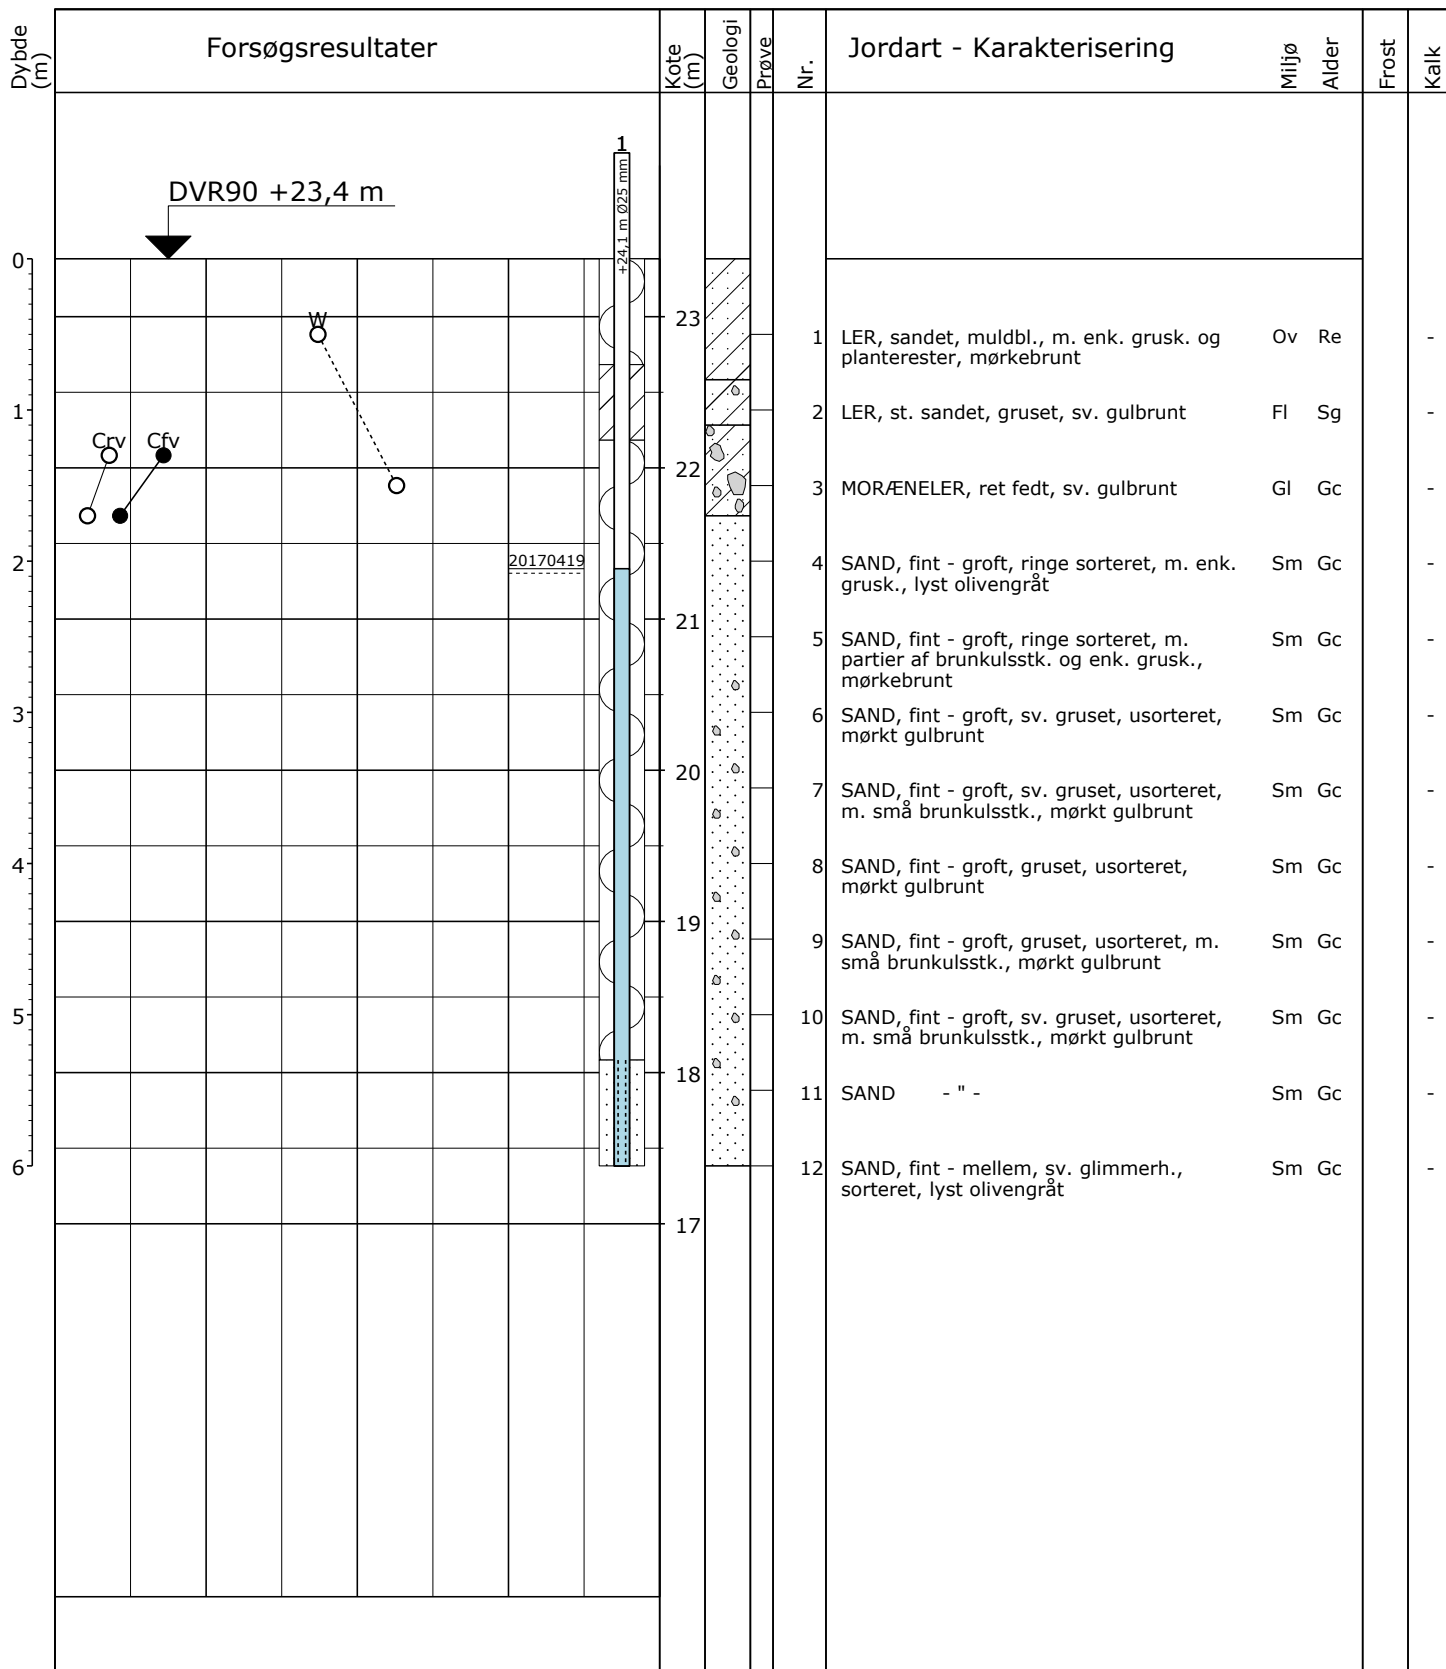 Dybde
(m)
Forsøgsresultater
Kote
(m)
Geologi
Prøve
Nr.
Jordart - Karakterisering
Miljø
Alder
Frost
Kalk
1
+24,1 m Ø25 mm
DVR90 +23,4 m
0
W
23
1 LER, sandet, muldbl., m. enk. grusk. og Ov Re -
planterester, mørkebrunt
1
2 LER, st. sandet, gruset, sv. gulbrunt Fl Sg -
Crv Cfv
22
3 MORÆNELER, ret fedt, sv. gulbrunt Gl Gc -
2
20170419
4 SAND, fint - groft, ringe sorteret, m. enk. Sm Gc -
grusk., lyst olivengråt
21
5 SAND, fint - groft, ringe sorteret, m. Sm Gc -
partier af brunkulsstk. og enk. grusk.,
mørkebrunt
3
6 SAND, fint - groft, sv. gruset, usorteret, Sm Gc -
mørkt gulbrunt
20
7 SAND, fint - groft, sv. gruset, usorteret, Sm Gc -
m. små brunkulsstk., mørkt gulbrunt
4
8 SAND, fint - groft, gruset, usorteret, Sm Gc -
mørkt gulbrunt
19
9 SAND, fint - groft, gruset, usorteret, m. Sm Gc -
små brunkulsstk., mørkt gulbrunt
5
10 SAND, fint - groft, sv. gruset, usorteret, Sm Gc -
m. små brunkulsstk., mørkt gulbrunt
18
11 SAND - " - Sm Gc -
6
12 SAND, fint - mellem, sv. glimmerh., Sm Gc -
sorteret, lyst olivengråt
17